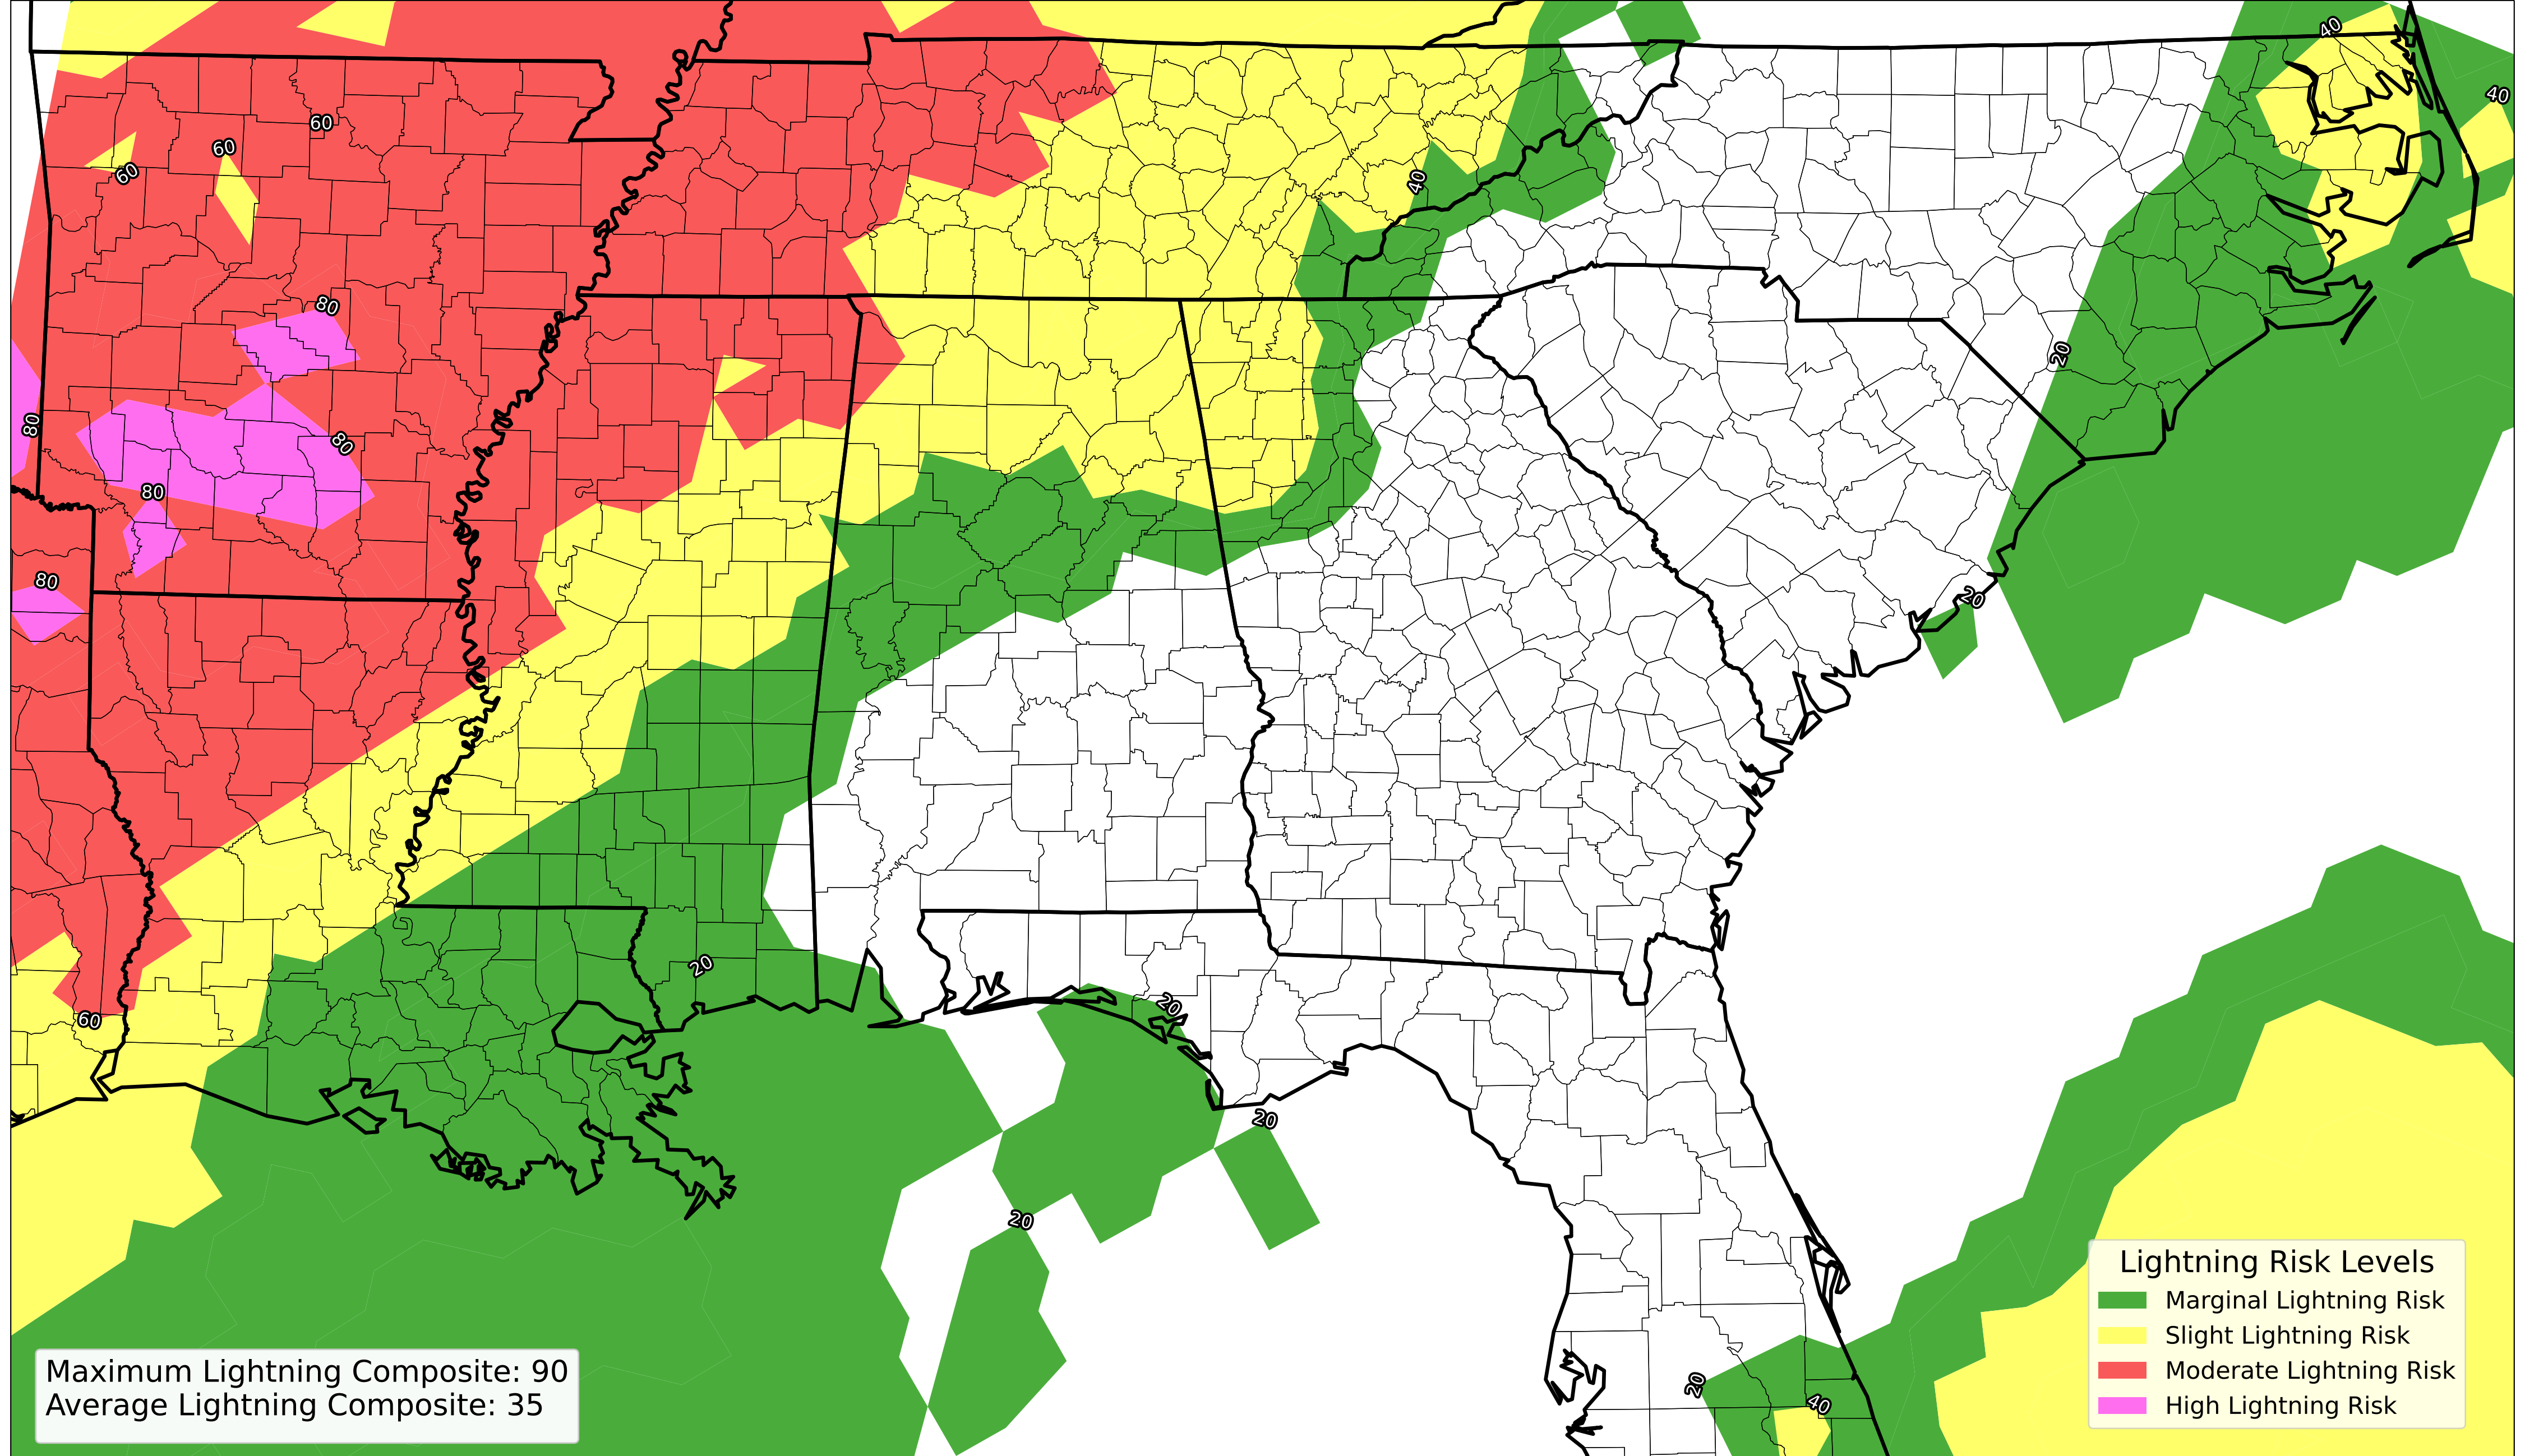 40
40
60
60
60
40
80
20
80
80
80
80
20
20
20
60
20
20
20
40
Lightning Risk Levels
Marginal Lightning Risk
Slight Lightning Risk
Moderate Lightning Risk
High Lightning Risk
Maximum Lightning Composite: 90
Average Lightning Composite: 35